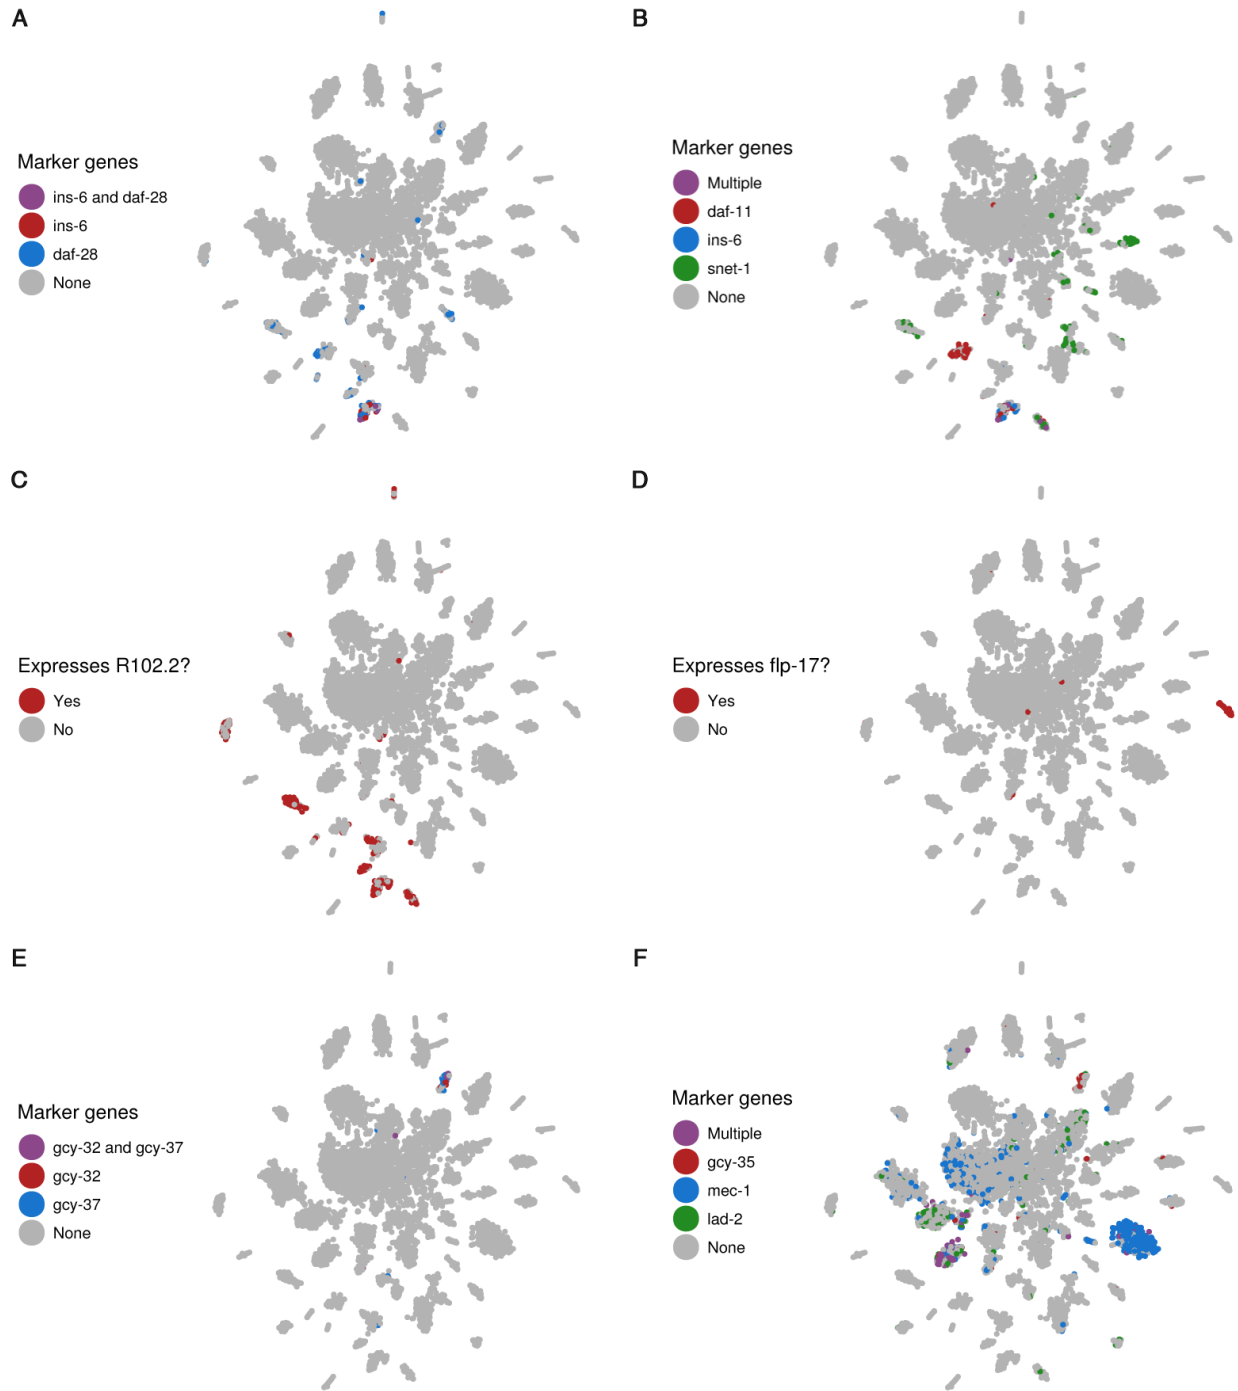 A
Marker genes
ins-6 and daf-28
ins-6
daf-28
None
B
Marker genes
Multiple
daf-11
ins-6
snet-1
None
C
Expresses R102.2?
Yes
No
D
Expresses flp-17?
Yes
No
E
Marker genes
gcy-32 and gcy-37
gcy-32
gcy-37
None
F
Marker genes
Multiple
gcy-35
mec-1
lad-2
None